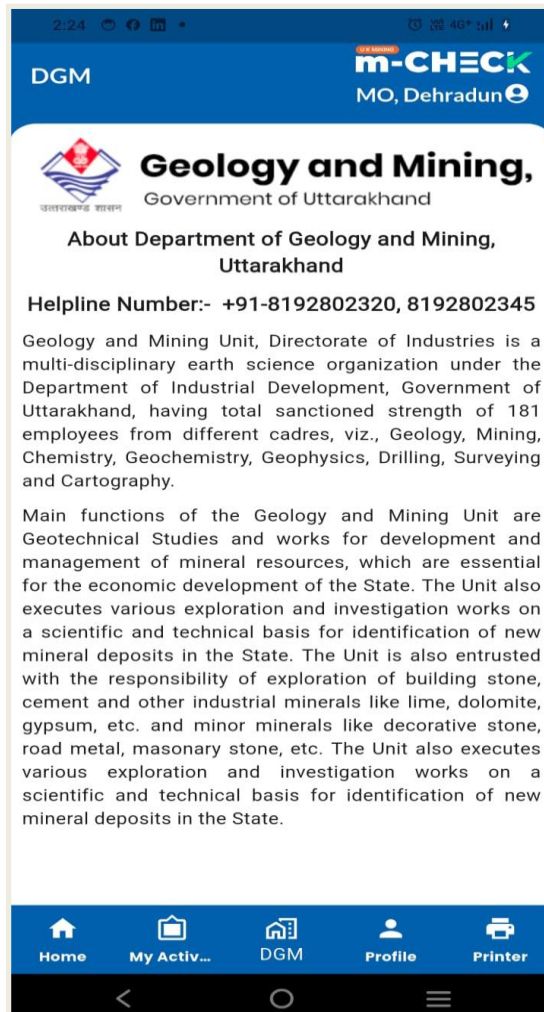 2:24
4G+
DGM
U K MINING
m-CHECK
MO, Dehradun
Geology and Mining,
Government of Uttarakhand
उत्तराखण्ड शासन
About Department of Geology and Mining,
Uttarakhand
Helpline Number:- +91-8192802320, 8192802345
Geology and Mining Unit, Directorate of Industries is a
multi-disciplinary earth science organization under the
Department of Industrial Development, Government of
Uttarakhand, having total sanctioned strength of 181
employees from different cadres, viz., Geology, Mining,
Chemistry, Geochemistry, Geophysics, Drilling, Surveying
and Cartography.
Main functions of the Geology and Mining Unit are
Geotechnical Studies and works for development and
management of mineral resources, which are essential
for the economic development of the State. The Unit also
executes various exploration and investigation works on
a scientific and technical basis for identification of new
mineral deposits in the State. The Unit is also entrusted
with the responsibility of exploration of building stone,
cement and other industrial minerals like lime, dolomite,
gypsum, etc. and minor minerals like decorative stone,
road metal, masonary stone, etc. The Unit also executes
various exploration and investigation works on a
scientific and technical basis for identification of new
mineral deposits in the State.
Home My Activ... DGM Profile Printer